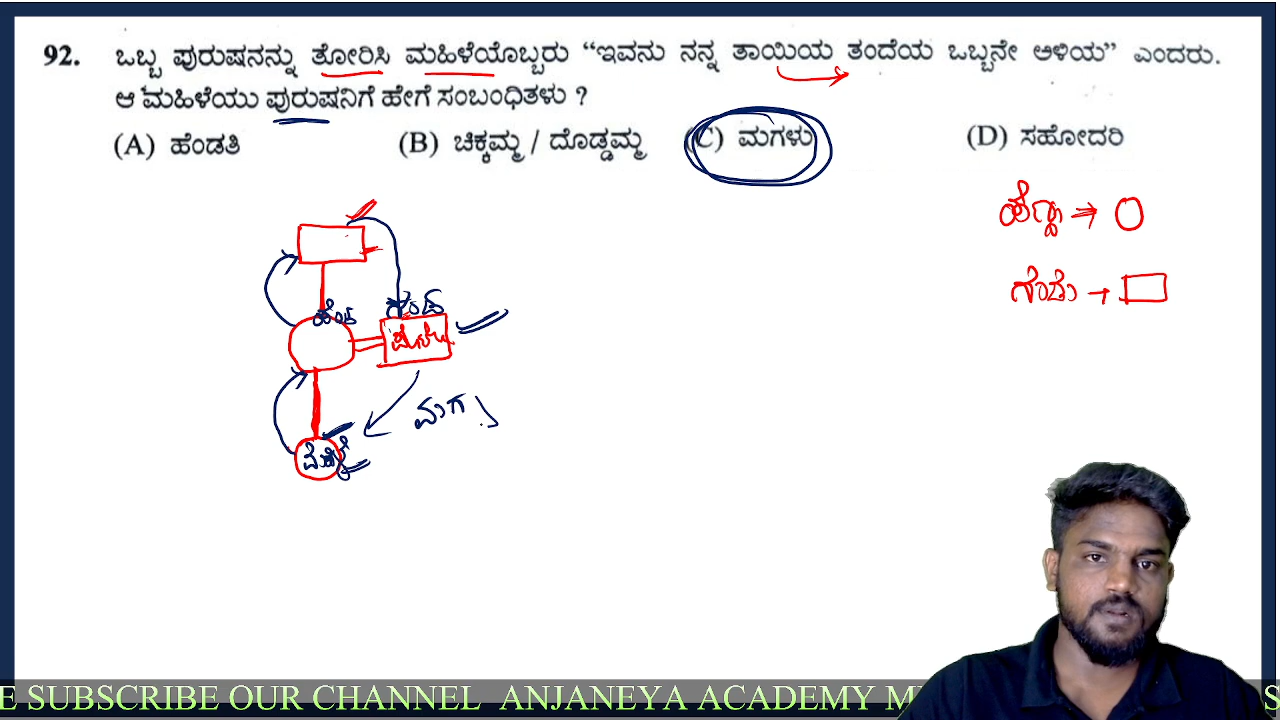 92. ಒಬ್ಬ ಪುರುಷನನ್ನು ತೋರಿಸಿ ಮಹಿಳೆಯೊಬ್ಬರು “ಇವನು ನನ್ನ ತಾಯಿಯ ತಂದೆಯ ಒಬ್ಬನೇ ಅಳಿಯ” ಎಂದರು.
ಆ ಮಹಿಳೆಯು ಪುರುಷನಿಗೆ ಹೇಗೆ ಸಂಬಂಧಿತಳು ?
(A) ಹೆಂಡತಿ (B) ಚಿಕ್ಕಮ್ಮ / ದೊಡ್ಡಮ್ಮ (C) ಮಗಳು (D) ಸಹೋದರಿ
E SUBSCRIBE OUR CHANNEL ANJANEYA ACADEMY M